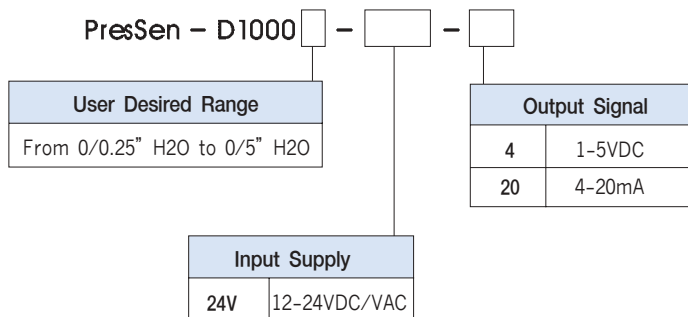 PresSen – D1000 – –
User Desired Range
From 0/0.25" H2O to 0/5" H2O
Output Signal
4 1-5VDC
20 4-20mA
Input Supply
24V 12-24VDC/VAC